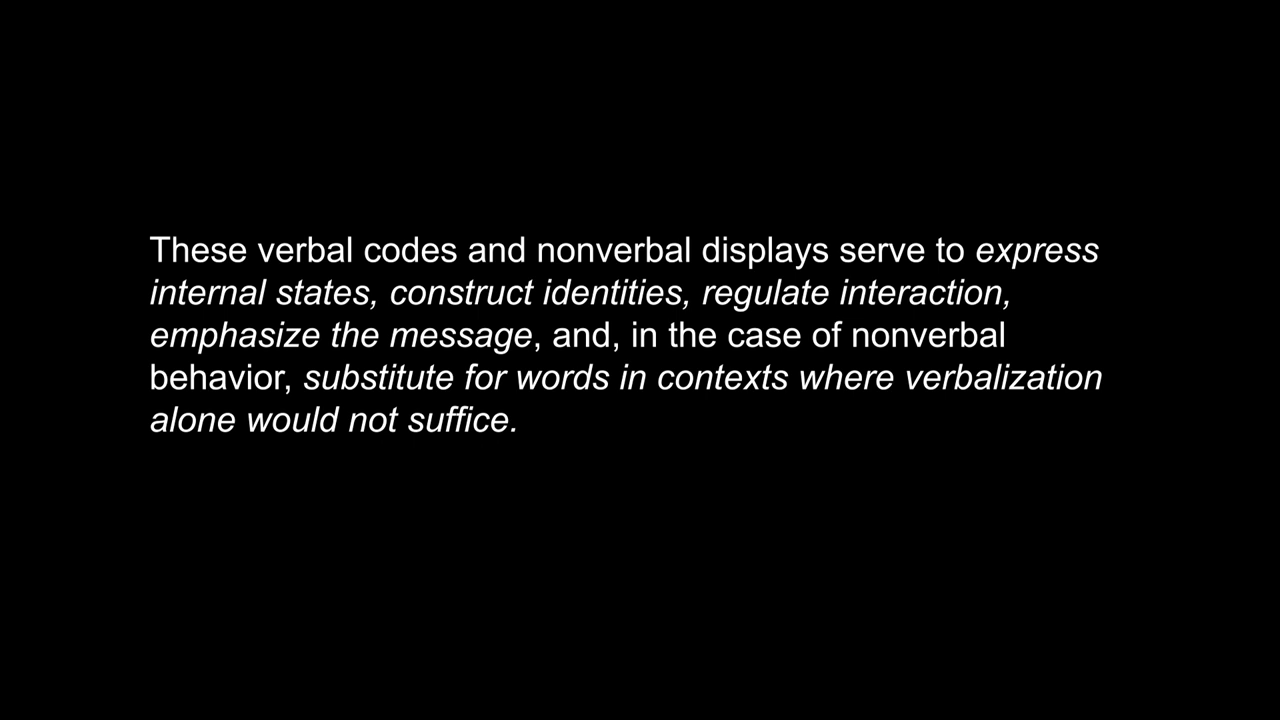 These verbal codes and nonverbal displays serve to express
internal states, construct identities, regulate interaction,
emphasize the message, and, in the case of nonverbal
behavior, substitute for words in contexts where verbalization
alone would not suffice.